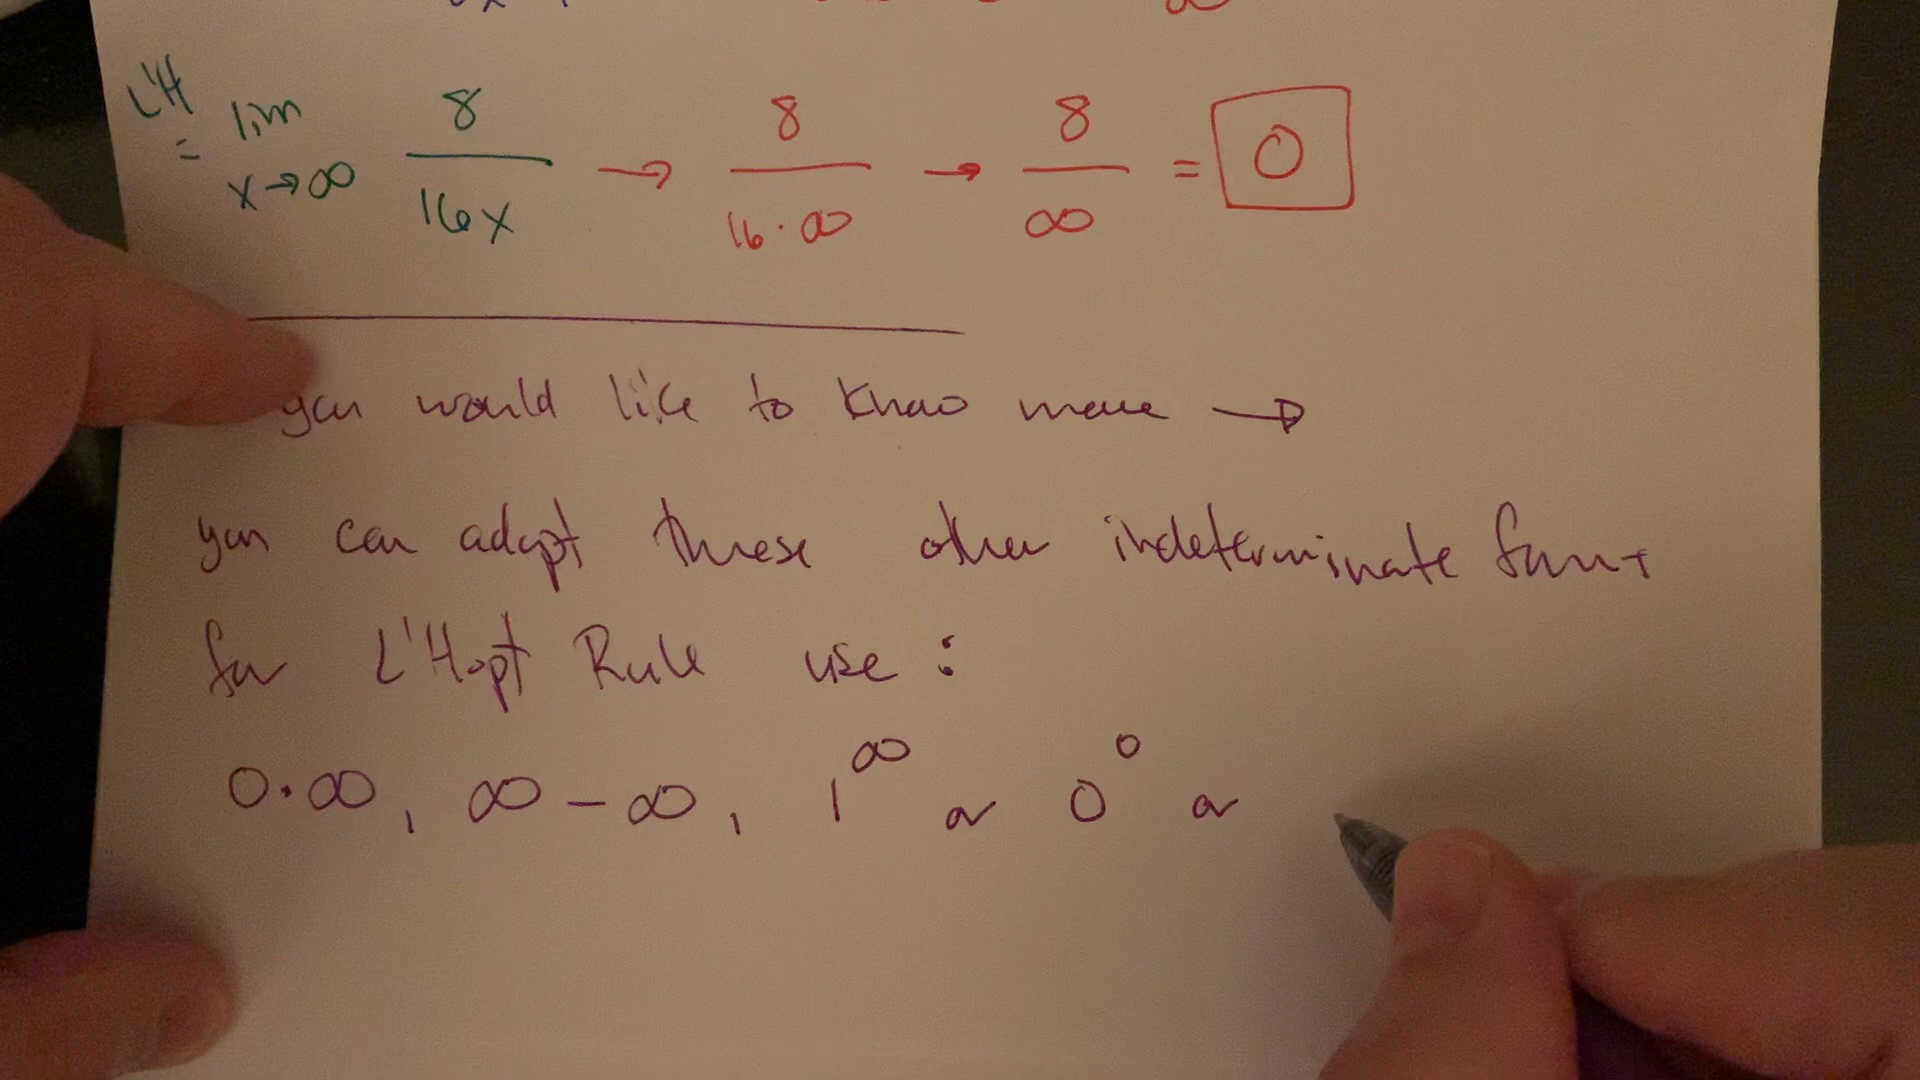 L'H = lim x→∞ 8/16x → 8/16·∞ → 8/∞ = 0
you would like to know more →
you can adapt these other indeterminate forms
for L'Hopt Rule use :
0·∞, ∞ - ∞, 1^∞ or 0^0 or